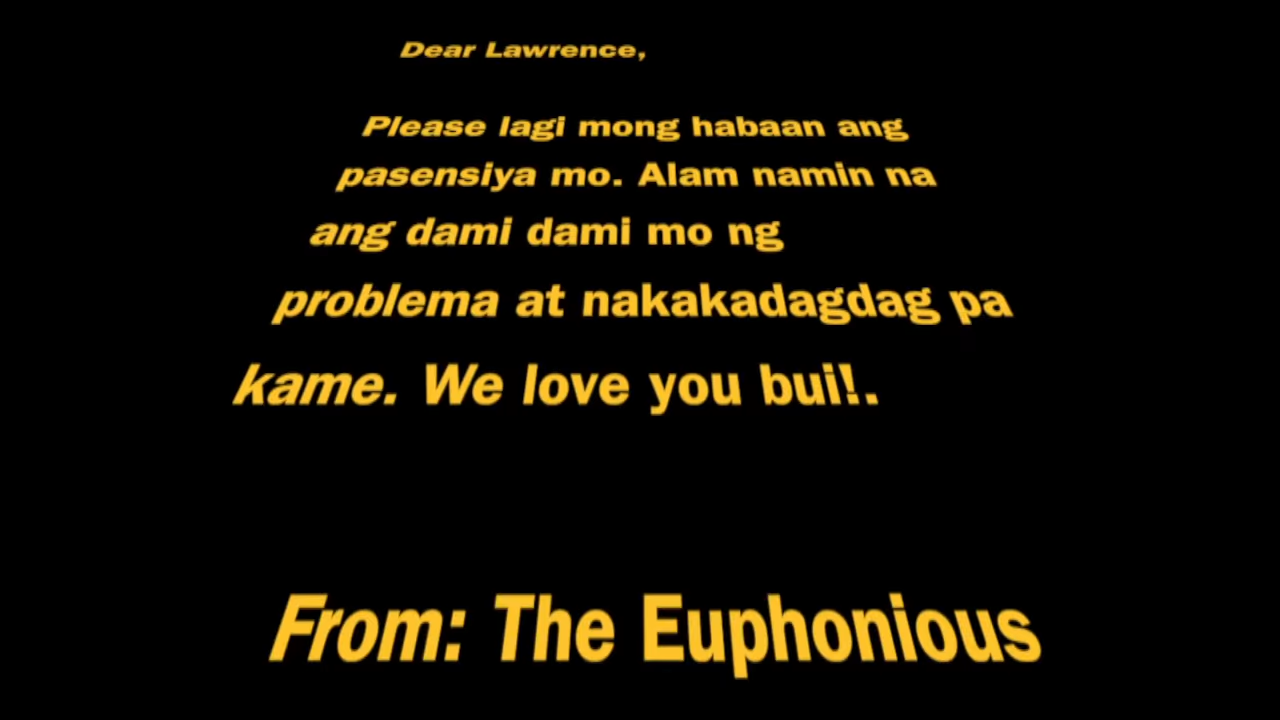 Dear Lawrence,
Please lagi mong habaan ang
pasensiya mo. Alam namin na
ang dami dami mo ng
problema at nakakadagdag pa
kame. We love you bui!.
From: The Euphonious